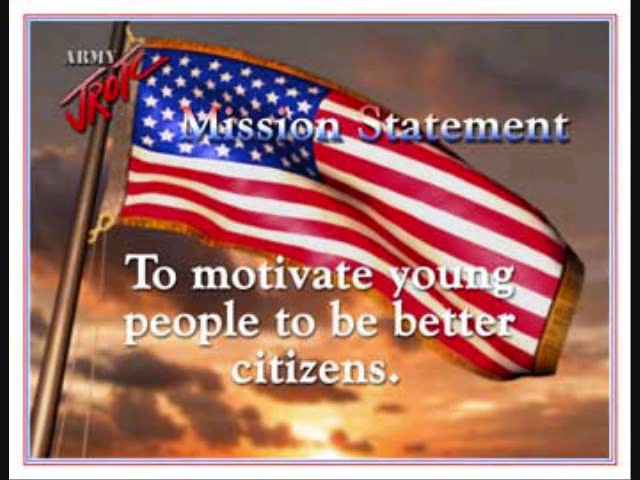 ARMY
JROTC
Mission Statement
To motivate young
people to be better
citizens.